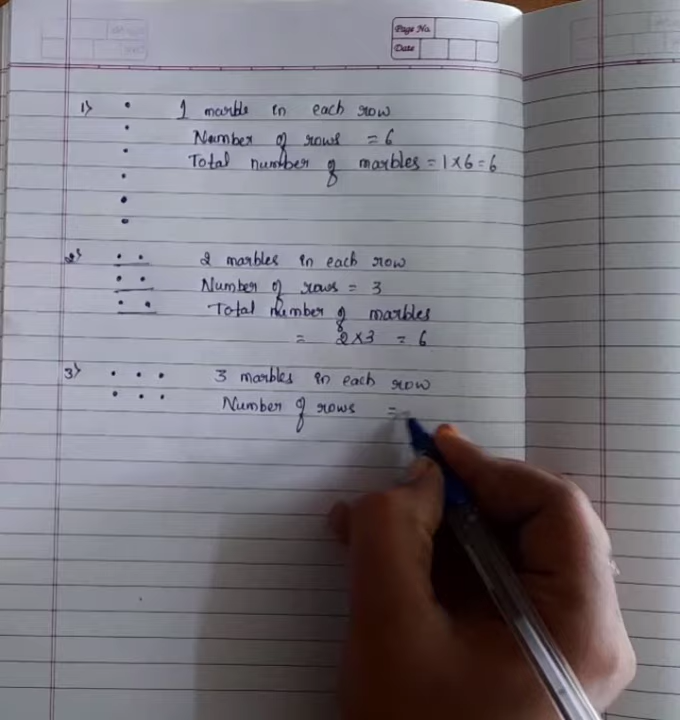 Page No.
Date
1) 1 marble in each row
Number of rows = 6
Total number of marbles = 1 x 6 = 6
2) 2 marbles in each row
Number of rows = 3
Total number of marbles
= 2 x 3 = 6
3) 3 marbles in each row
Number of rows =